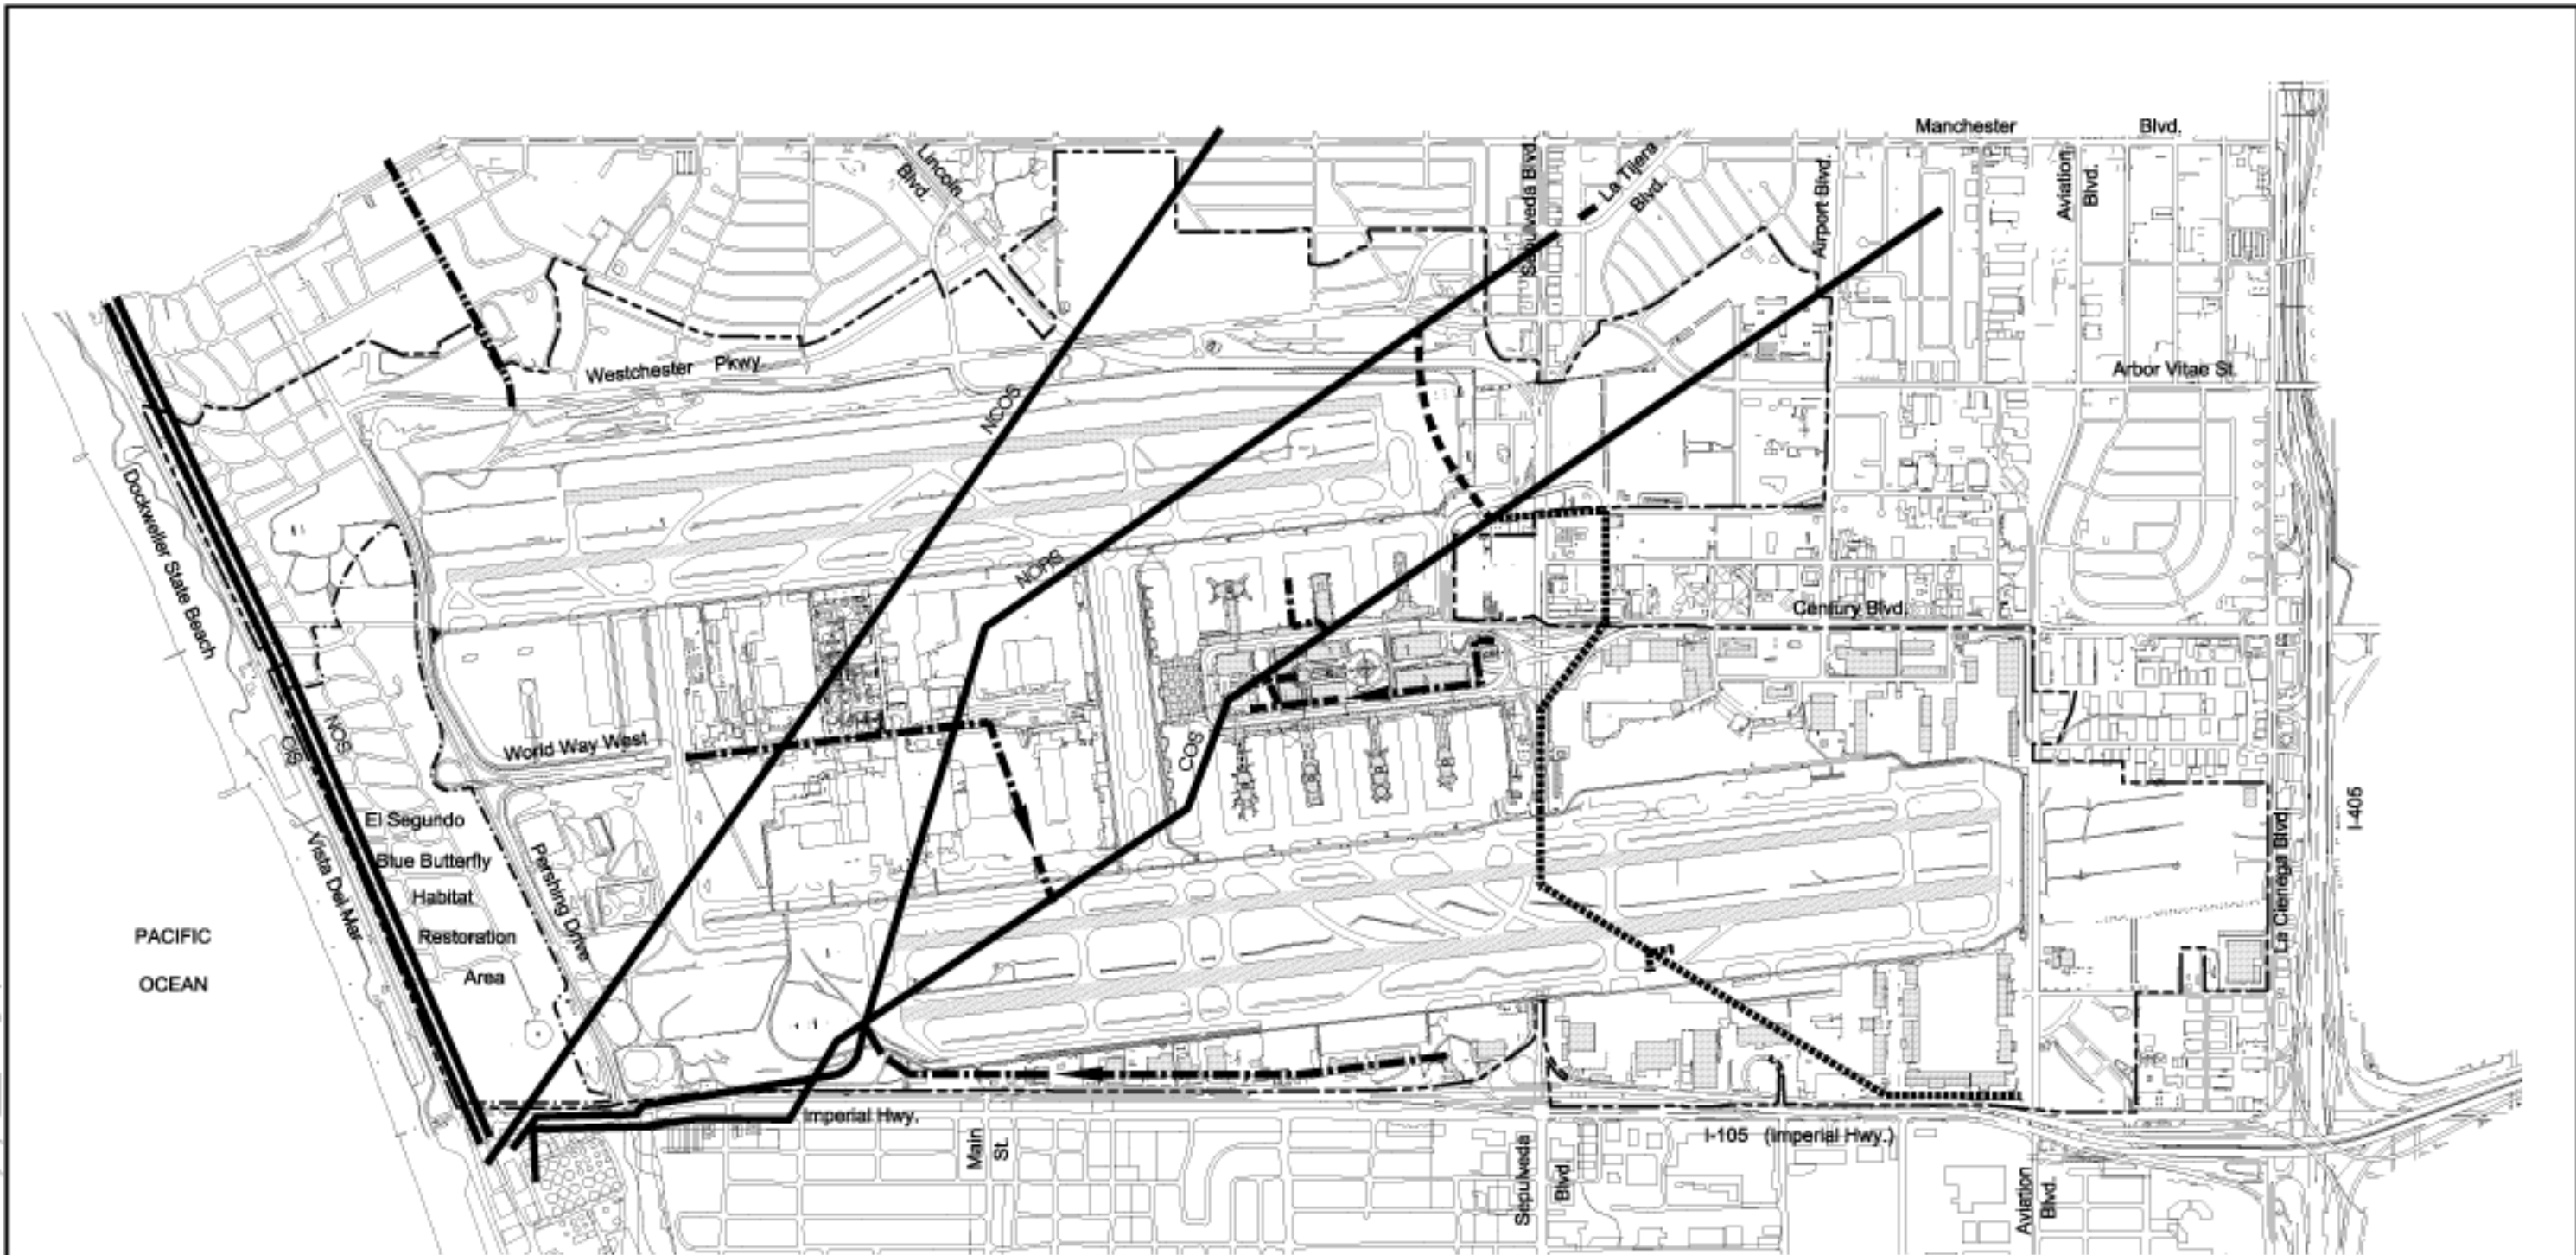 Manchester Blvd.
Lincoln
Blvd.
Sepulveda Blvd.
La Tijera
Blvd.
Airport Blvd.
Aviation
Blvd.
Westchester Pkwy.
Arbor Vitae St.
NCOS
Dockweiler State Beach
NORS
Century Blvd.
NOS
CIS
World Way West
COS
El Segundo
Blue Butterfly
Habitat
Restoration
Area
Vista Del Mar
Pershing Drive
I-405
La Cienega Blvd.
PACIFIC
OCEAN
Imperial Hwy.
Main
St.
Sepulveda
Blvd.
I-105 (Imperial Hwy.)
Aviation
Blvd.